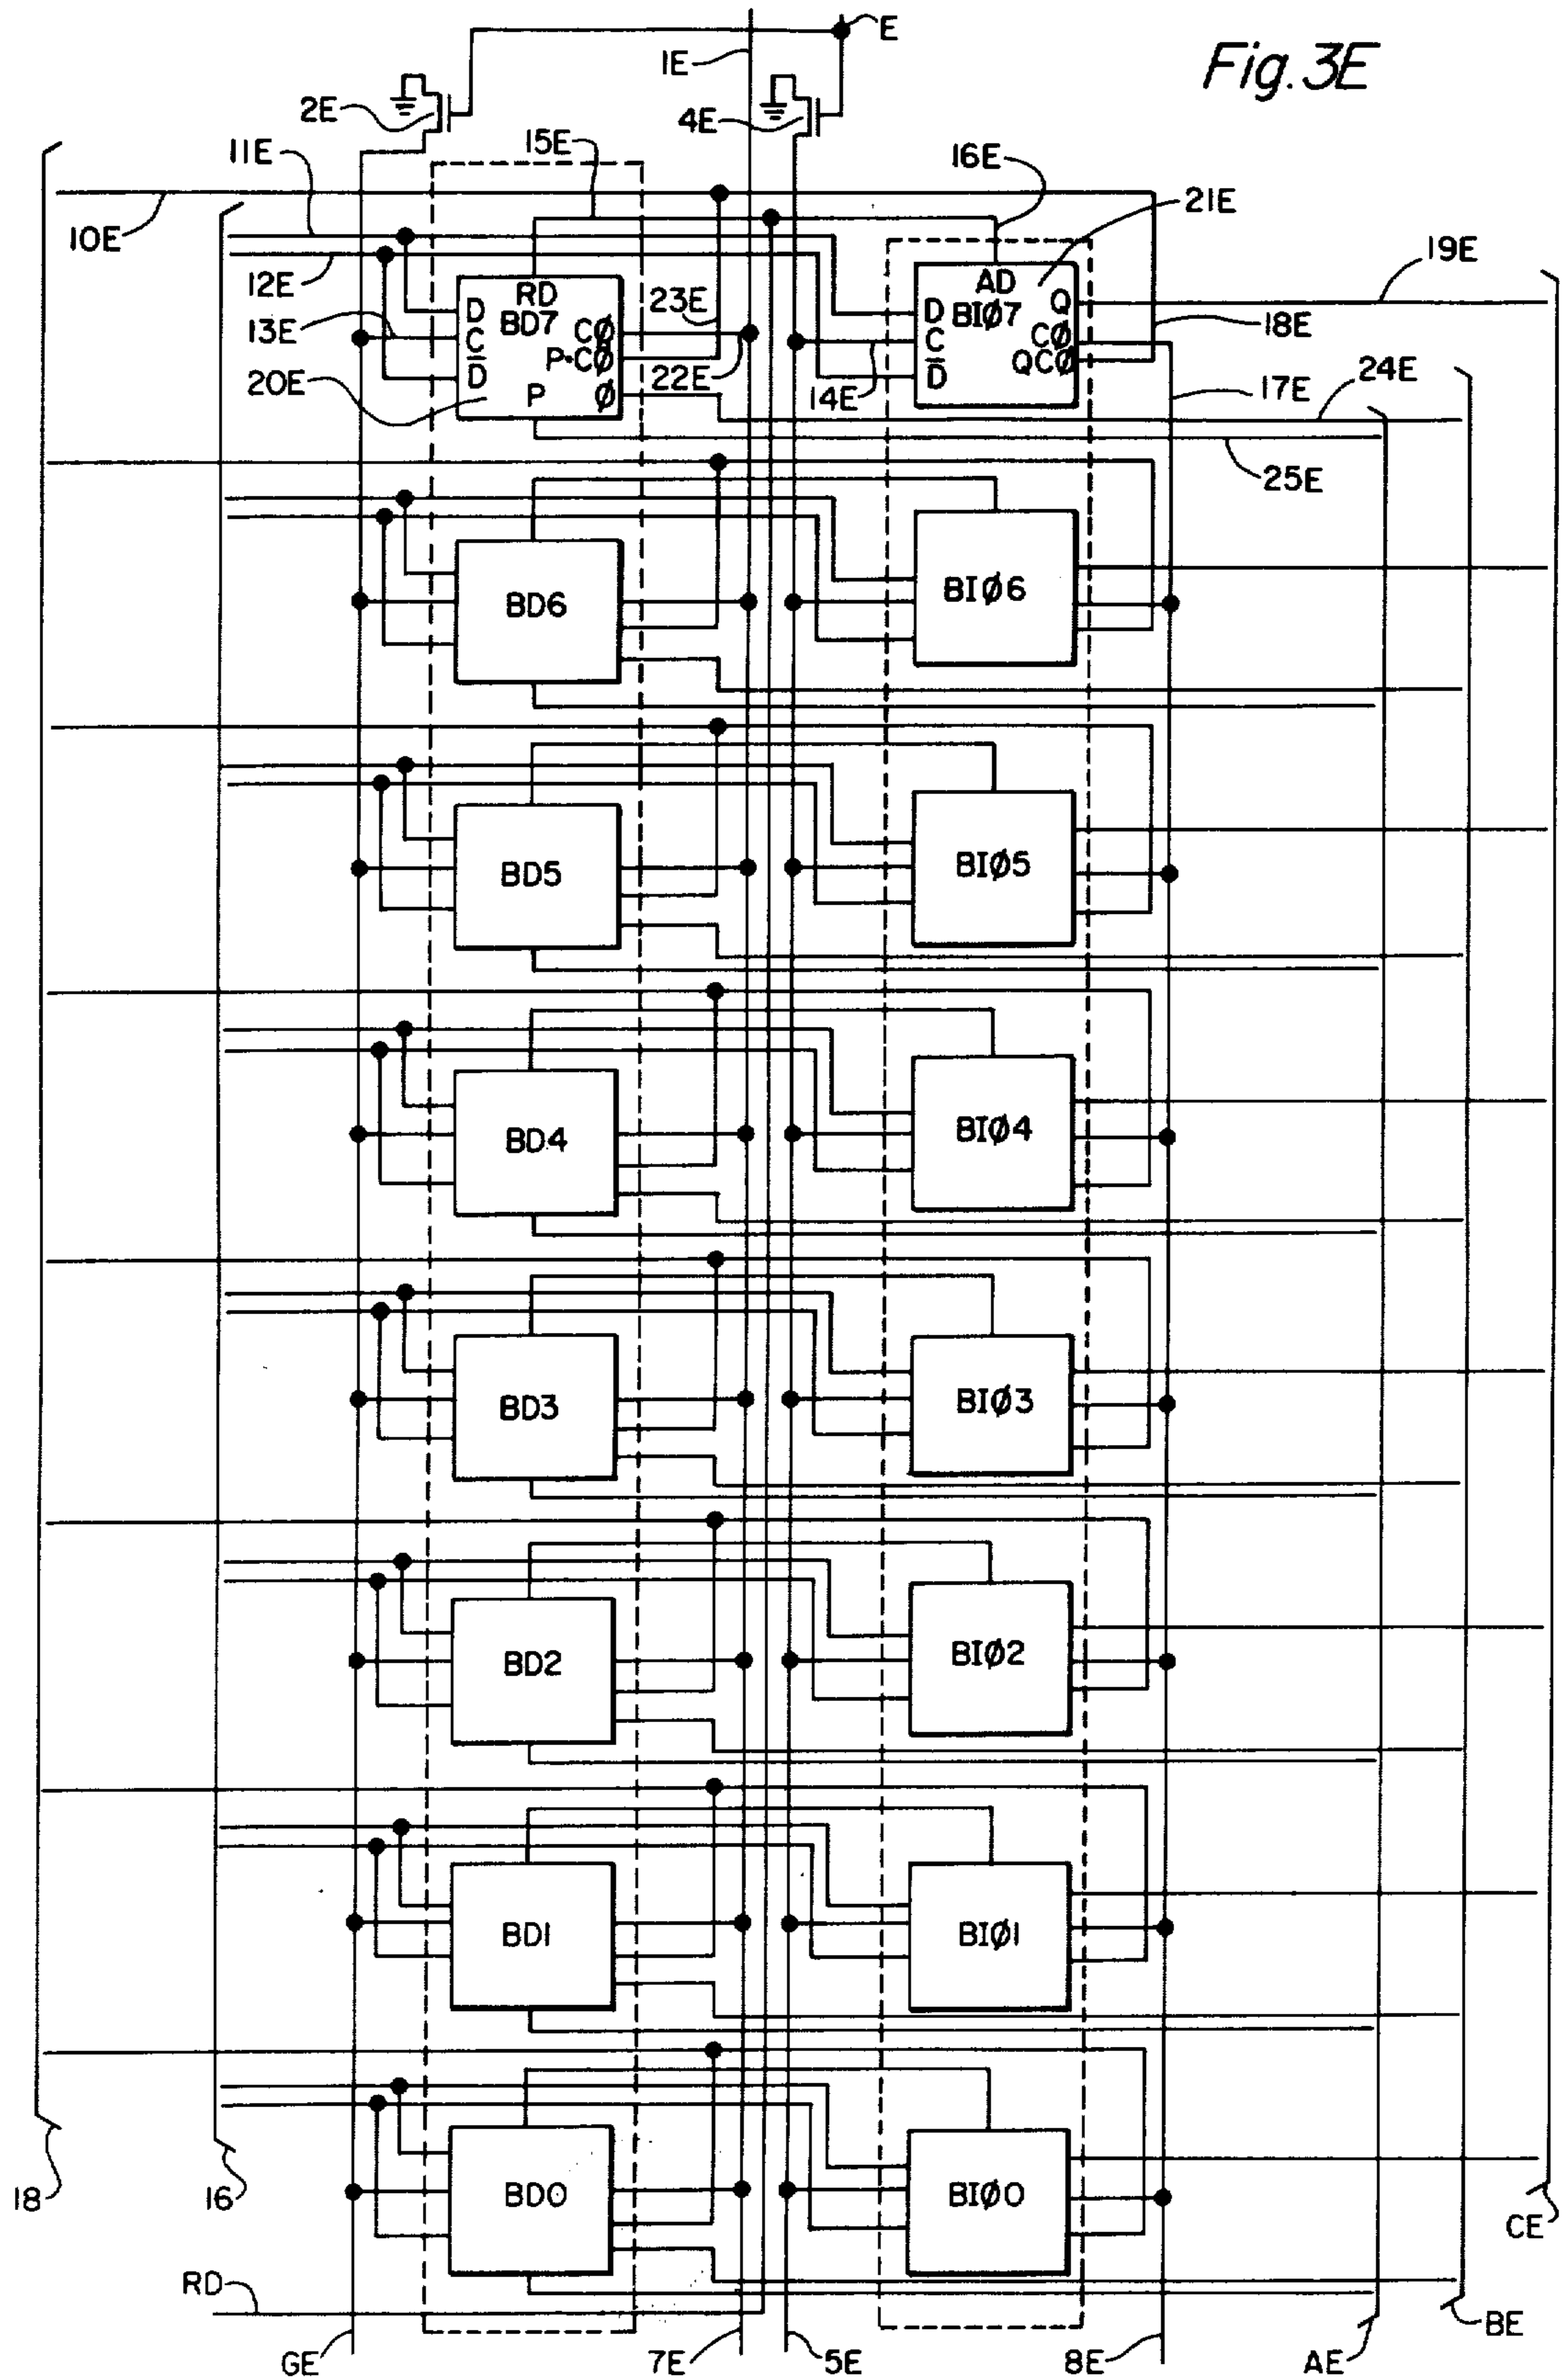 E
1E
Fig. 3E
2E
4E
11E
15E
16E
21E
10E
19E
12E
RD
AD
23E
D
BD7
CØ
D
BIØ7
Q
13E
C
P·CØ
C
CØ
18E
D̅
22E
D̅
QCØ
20E
P
Ø
14E
17E
24E
25E
BD6
BIØ6
BD5
BIØ5
BD4
BIØ4
BD3
BIØ3
BD2
BIØ2
BD1
BIØ1
18
16
BD0
BIØ0
CE
RD
BE
GE
7E
5E
8E
AE